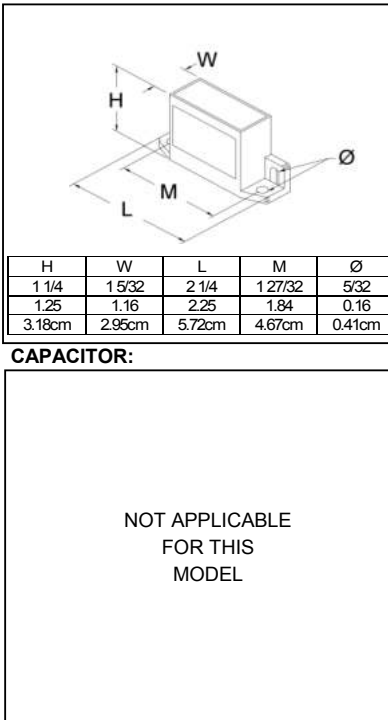 W
H
Ø
M
L
H W L M Ø
1 1/4 1 5/32 2 1/4 1 27/32 5/32
1.25 1.16 2.25 1.84 0.16
3.18cm 2.95cm 5.72cm 4.67cm 0.41cm
CAPACITOR:
NOT APPLICABLE
FOR THIS
MODEL